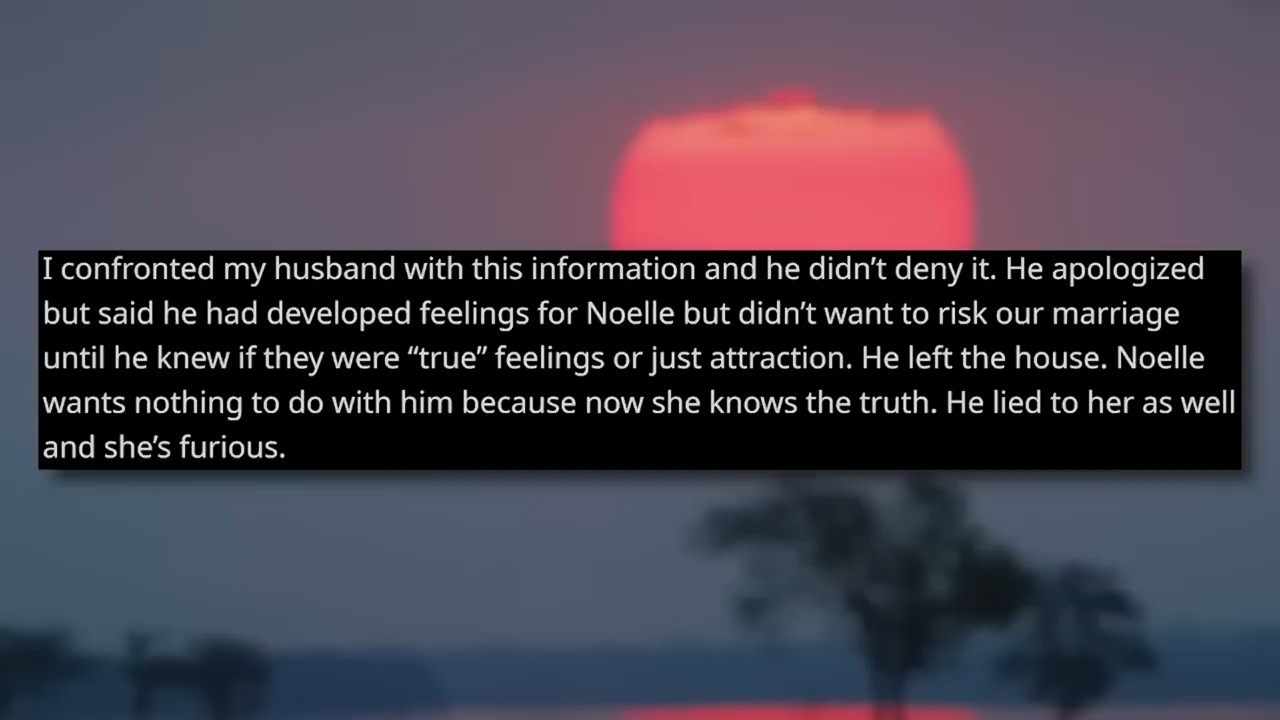 I confronted my husband with this information and he didn’t deny it. He apologized
but said he had developed feelings for Noelle but didn’t want to risk our marriage
until he knew if they were “true” feelings or just attraction. He left the house. Noelle
wants nothing to do with him because now she knows the truth. He lied to her as well
and she’s furious.